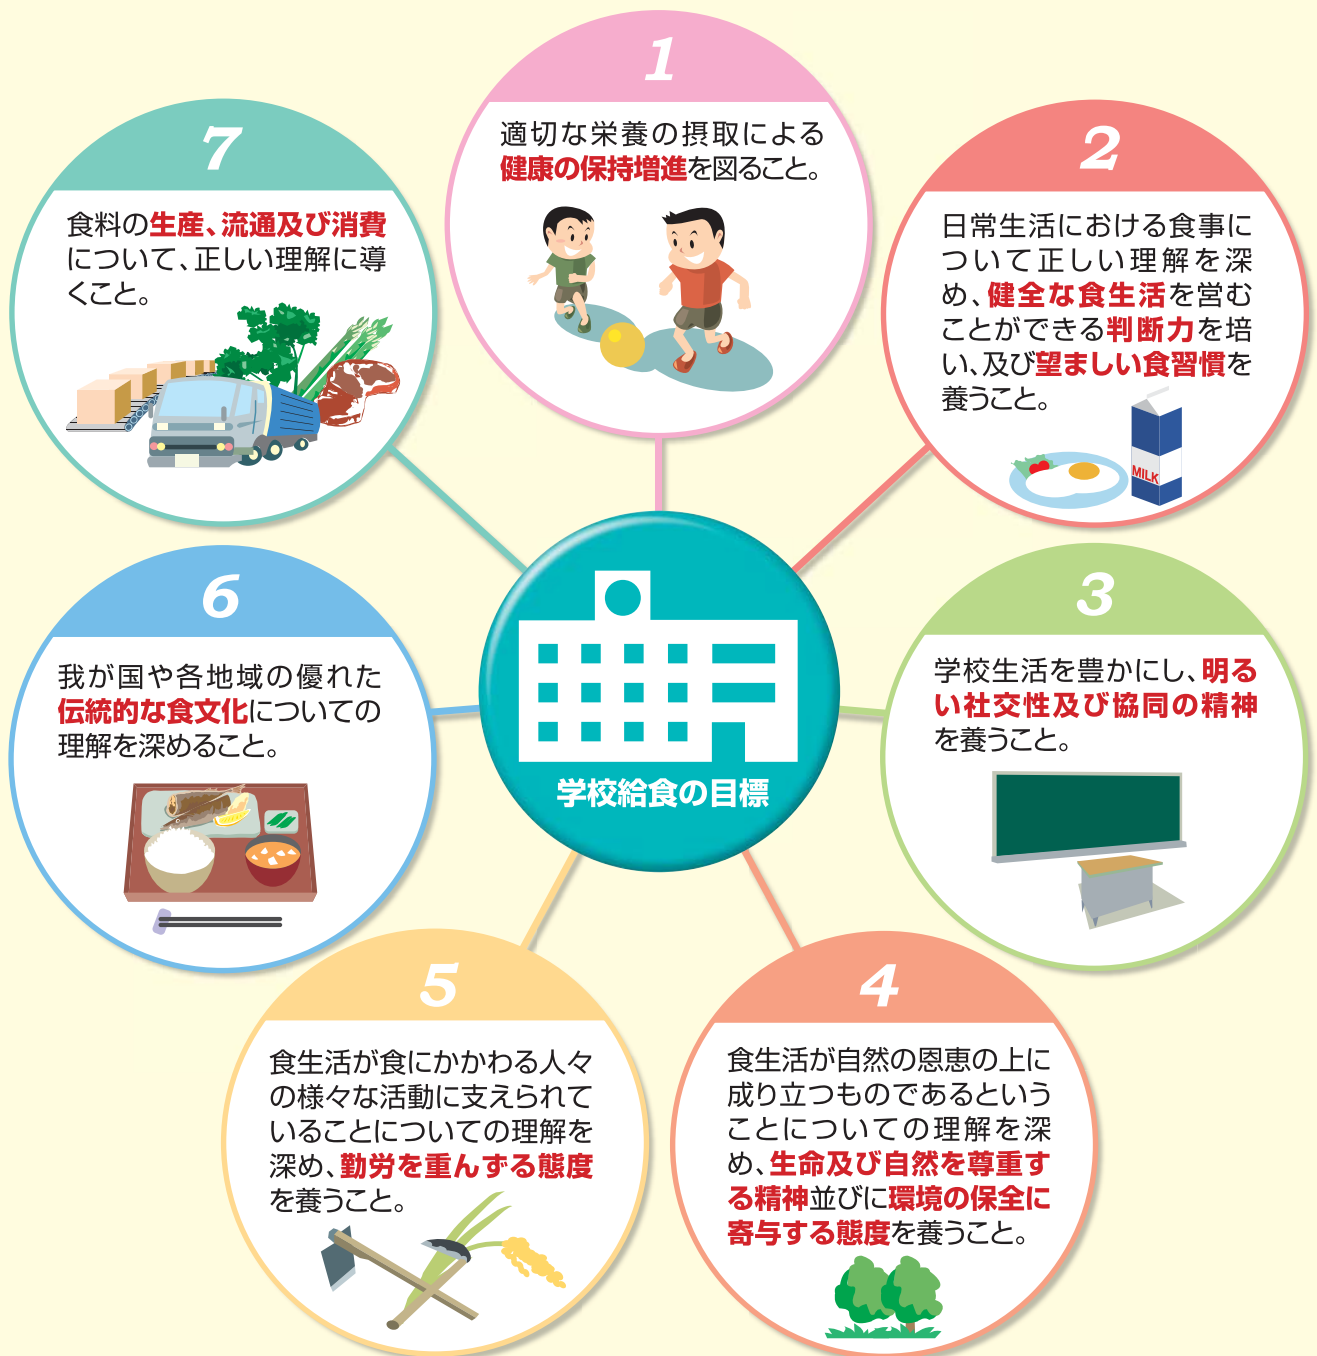 1
適切な栄養の摂取による
健康の保持増進を図ること。
2
日常生活における食事に
ついて正しい理解を深
め、健全な食生活を営む
ことができる判断力を培
い、及び望ましい食習慣を
養うこと。
MILK
3
学校生活を豊かにし、明る
い社交性及び協同の精神
を養うこと。
4
食生活が自然の恩恵の上に
成り立つものであるという
ことについての理解を深
め、生命及び自然を尊重す
る精神並びに環境の保全に
寄与する態度を養うこと。
5
食生活が食にかかわる人々
の様々な活動に支えられて
いることについての理解を
深め、勤労を重んずる態度
を養うこと。
6
我が国や各地域の優れた
伝統的な食文化についての
理解を深めること。
7
食料の生産、流通及び消費
について、正しい理解に導
くこと。
学校給食の目標